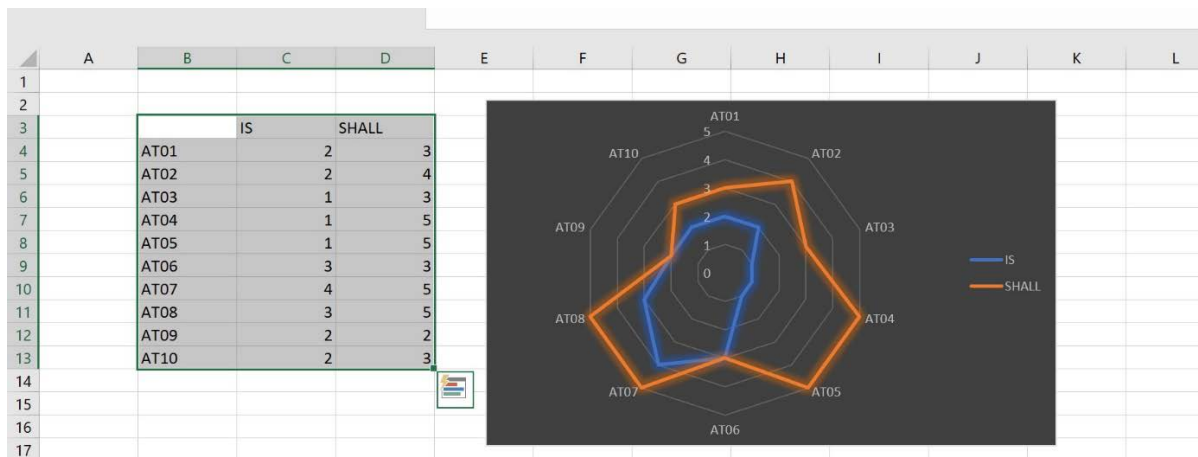 A B C D E F G H I J K L
1
2
3 IS SHALL
4 AT01 2 3
5 AT02 2 4
6 AT03 1 3
7 AT04 1 5
8 AT05 1 5
9 AT06 3 3
10 AT07 4 5
11 AT08 3 5
12 AT09 2 2
13 AT10 2 3
14
15
16
17
AT01
5
AT10 4 AT02
3
AT09 2 AT03
1
0
IS
SHALL
AT08 AT04
AT07 AT05
AT06